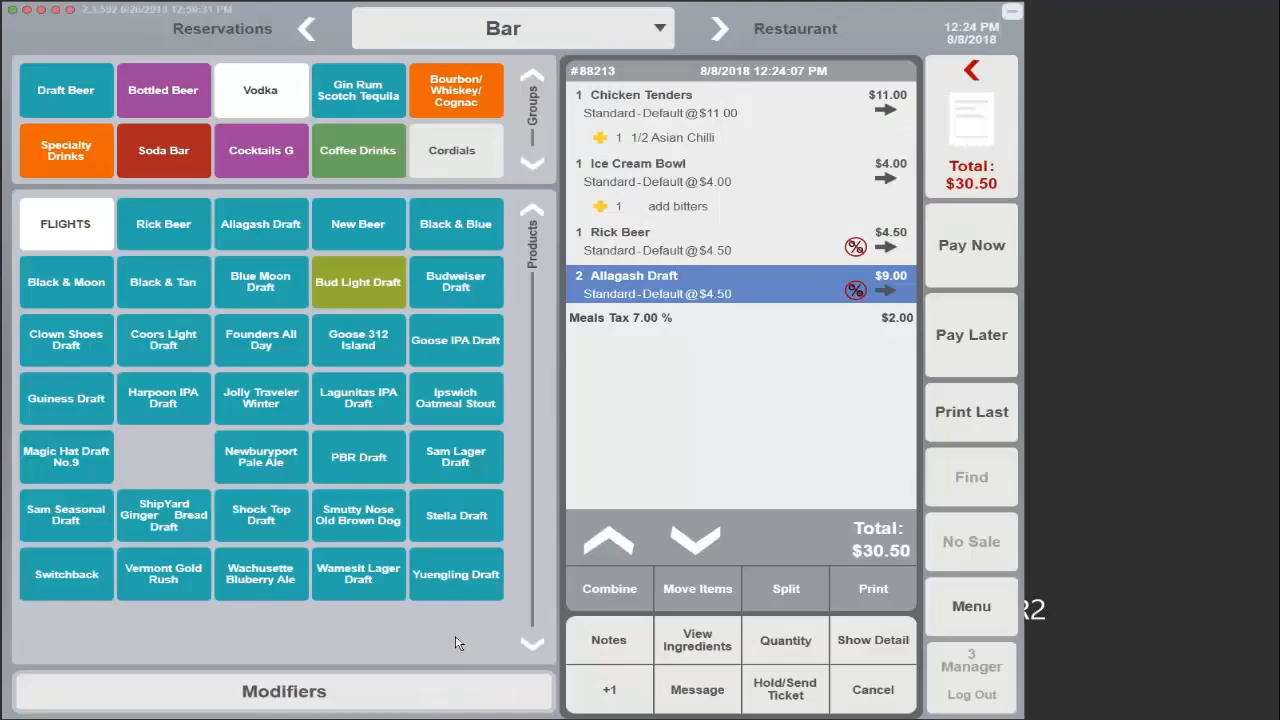 2.3.592.6/26/2018 12:50:31 PM
Reservations
Bar
Restaurant
12:24 PM
8/8/2018
Draft Beer
Bottled Beer
Vodka
Gin Rum
Scotch Tequila
Bourbon/
Whiskey/
Cognac
Specialty
Drinks
Soda Bar
Cocktails G
Coffee Drinks
Cordials
Groups
FLIGHTS
Rick Beer
Allagash Draft
New Beer
Black & Blue
Black & Moon
Black & Tan
Blue Moon
Draft
Bud Light Draft
Budweiser
Draft
Clown Shoes
Draft
Coors Light
Draft
Founders All
Day
Goose 312
Island
Goose IPA Draft
Guiness Draft
Harpoon IPA
Draft
Jolly Traveler
Winter
Lagunitas IPA
Draft
Ipswich
Oatmeal Stout
Magic Hat Draft
No.9
Newburyport
Pale Ale
PBR Draft
Sam Lager
Draft
Sam Seasonal
Draft
ShipYard
Ginger Bread
Draft
Shock Top
Draft
Smutty Nose
Old Brown Dog
Stella Draft
Switchback
Vermont Gold
Rush
Wachusette
Bluberry Ale
Wamesit Lager
Draft
Yuengling Draft
Products
Modifiers
#88213 8/8/2018 12:24:07 PM
1 Chicken Tenders $11.00
Standard-Default@$11.00
1 1/2 Asian Chilli
1 Ice Cream Bowl $4.00
Standard-Default@$4.00
1 add bitters
1 Rick Beer $4.50
Standard-Default@$4.50
%
2 Allagash Draft $9.00
Standard-Default@$4.50
%
Meals Tax 7.00 % $2.00
Total:
$30.50
Combine
Move Items
Split
Print
Notes
View
Ingredients
Quantity
Show Detail
+1
Message
Hold/Send
Ticket
Cancel
Total:
$30.50
Pay Now
Pay Later
Print Last
Find
No Sale
Menu
3
Manager
Log Out
R2